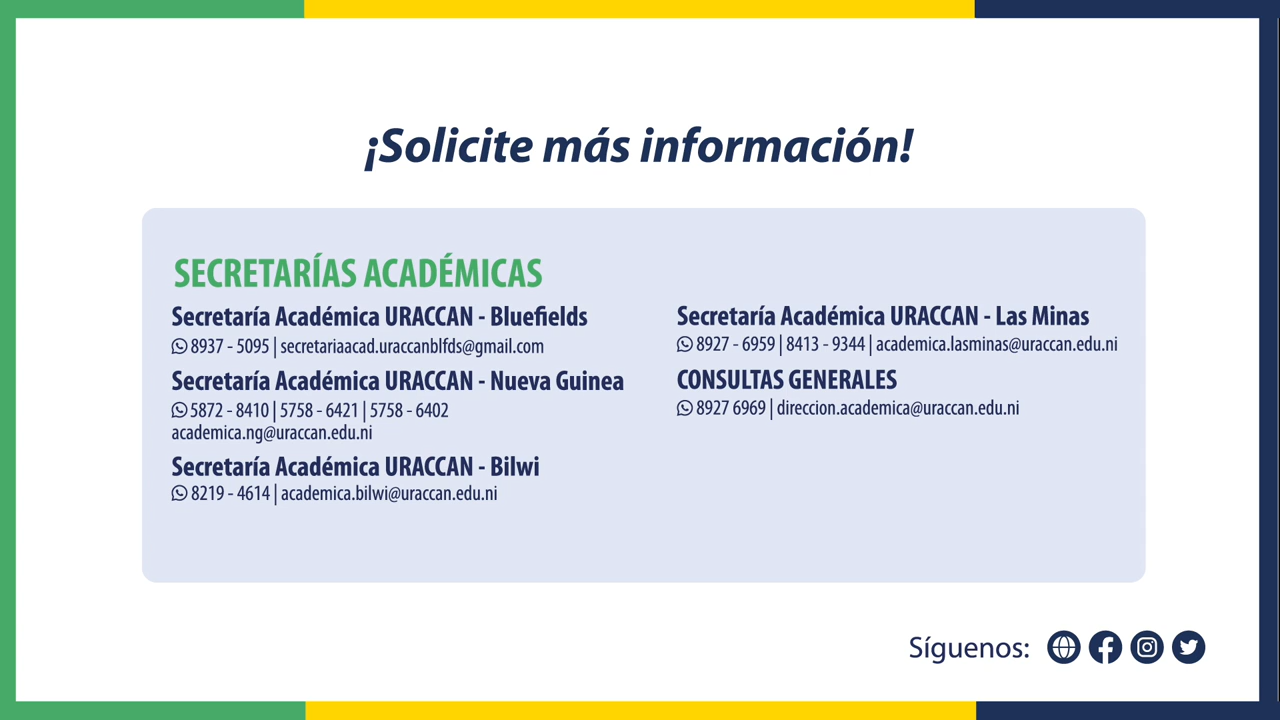 ¡Solicite más información!
SECRETARÍAS ACADÉMICAS
Secretaría Académica URACCAN - Bluefields
8937 - 5095 | secretariaacad.uraccanblfds@gmail.com
Secretaría Académica URACCAN - Nueva Guinea
5872 - 8410 | 5758 - 6421 | 5758 - 6402
academica.ng@uraccan.edu.ni
Secretaría Académica URACCAN - Bilwi
8219 - 4614 | academica.bilwi@uraccan.edu.ni
Secretaría Académica URACCAN - Las Minas
8927 - 6959 | 8413 - 9344 | academica.lasminas@uraccan.edu.ni
CONSULTAS GENERALES
8927 6969 | direccion.academica@uraccan.edu.ni
Síguenos: